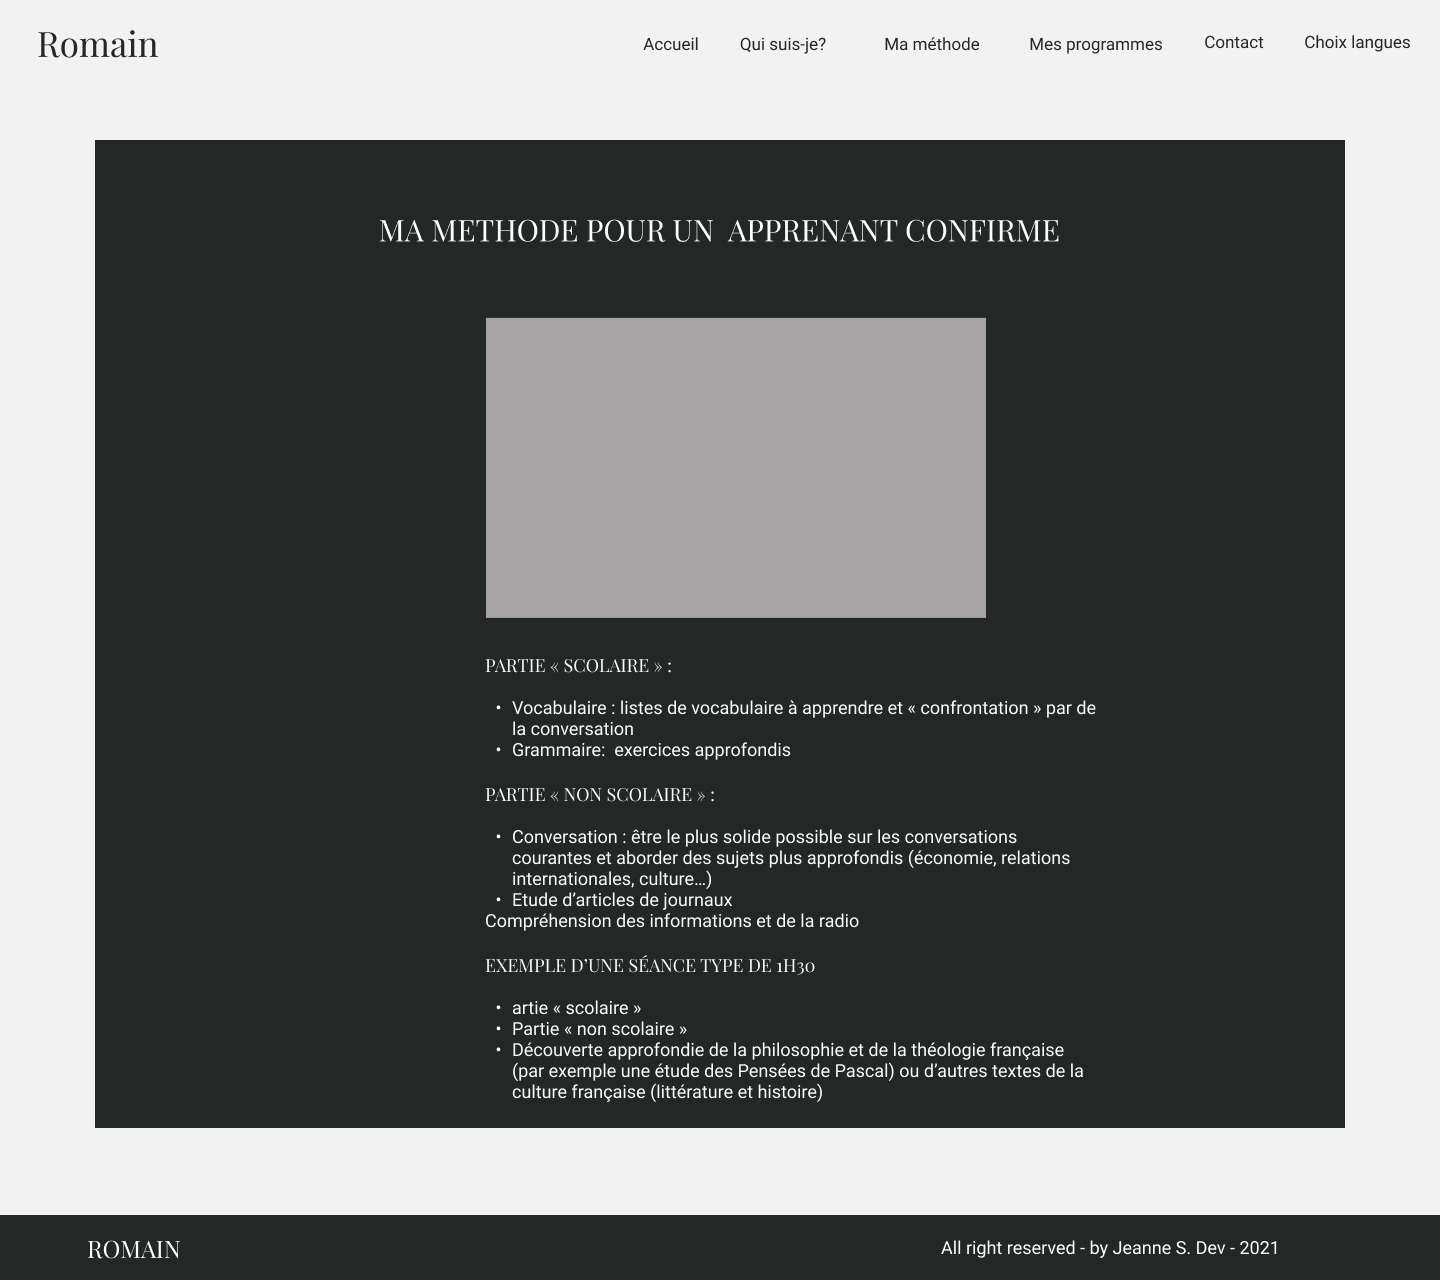 Romain
Accueil
Qui suis-je?
Ma méthode
Mes programmes
Contact
Choix langues
MA METHODE POUR UN  APPRENANT CONFIRME
PARTIE « SCOLAIRE » :
• Vocabulaire : listes de vocabulaire à apprendre et « confrontation » par de
la conversation
• Grammaire:  exercices approfondis
PARTIE « NON SCOLAIRE » :
• Conversation : être le plus solide possible sur les conversations
courantes et aborder des sujets plus approfondis (économie, relations
internationales, culture…)
• Etude d’articles de journaux
Compréhension des informations et de la radio
EXEMPLE D’UNE SÉANCE TYPE DE 1H30
• artie « scolaire »
• Partie « non scolaire »
• Découverte approfondie de la philosophie et de la théologie française
(par exemple une étude des Pensées de Pascal) ou d’autres textes de la
culture française (littérature et histoire)
ROMAIN
All right reserved - by Jeanne S. Dev - 2021